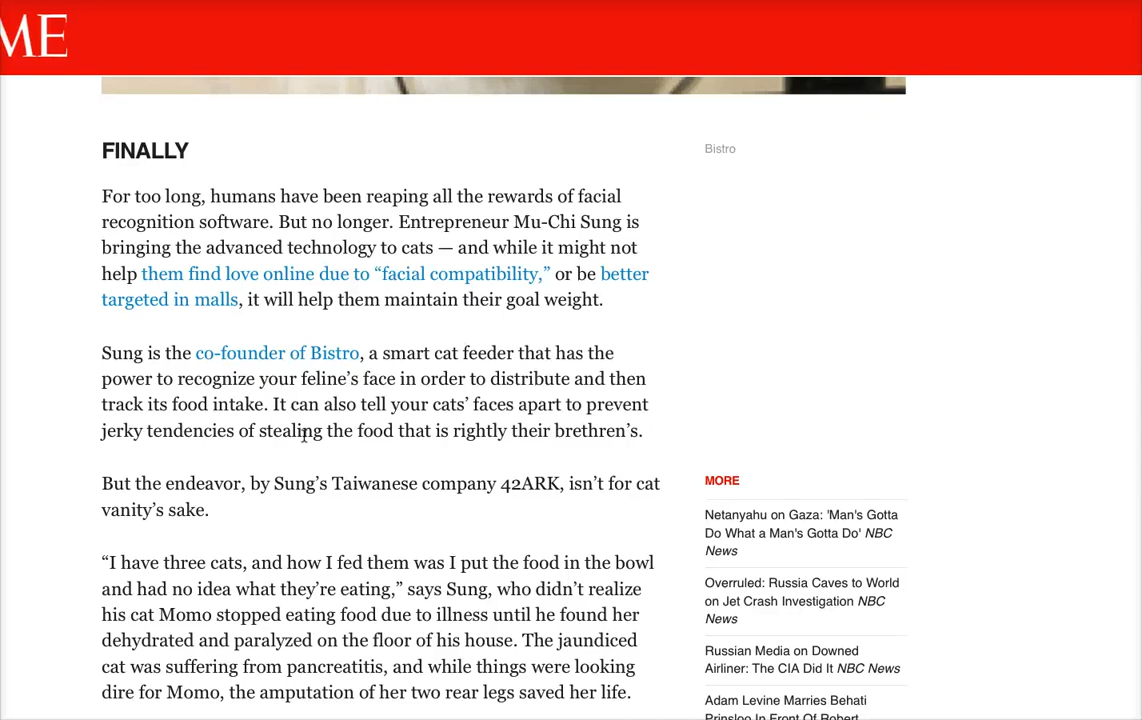 ME
FINALLY
Bistro
For too long, humans have been reaping all the rewards of facial
recognition software. But no longer. Entrepreneur Mu-Chi Sung is
bringing the advanced technology to cats — and while it might not
help them find love online due to “facial compatibility,” or be better
targeted in malls, it will help them maintain their goal weight.
Sung is the co-founder of Bistro, a smart cat feeder that has the
power to recognize your feline’s face in order to distribute and then
track its food intake. It can also tell your cats’ faces apart to prevent
jerky tendencies of stealing the food that is rightly their brethren’s.
But the endeavor, by Sung’s Taiwanese company 42ARK, isn’t for cat
vanity’s sake.
“I have three cats, and how I fed them was I put the food in the bowl
and had no idea what they’re eating,” says Sung, who didn’t realize
his cat Momo stopped eating food due to illness until he found her
dehydrated and paralyzed on the floor of his house. The jaundiced
cat was suffering from pancreatitis, and while things were looking
dire for Momo, the amputation of her two rear legs saved her life.
MORE
Netanyahu on Gaza: 'Man's Gotta
Do What a Man's Gotta Do' NBC
News
Overruled: Russia Caves to World
on Jet Crash Investigation NBC
News
Russian Media on Downed
Airliner: The CIA Did It NBC News
Adam Levine Marries Behati
Prinsloo In Front Of Robert